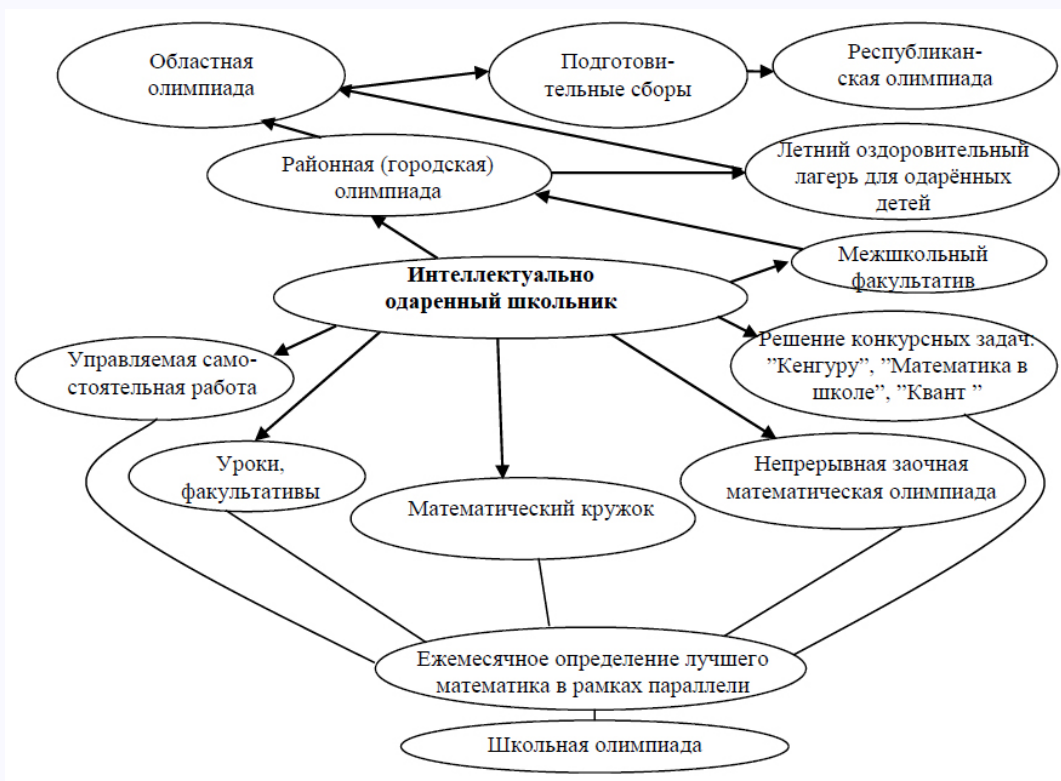 Областная
олимпиада
Подготови-
тельные сборы
Республикан-
ская олимпиада
Районная (городская)
олимпиада
Летний оздоровительный
лагерь для одарённых
детей
Межшкольный
факультатив
Интеллектуально
одаренный школьник
Управляемая само-
стоятельная работа
Решение конкурсных задач:
”Кенгуру”, ”Математика в
школе”, ”Квант ”
Уроки,
факультативы
Математический кружок
Непрерывная заочная
математическая олимпиада
Ежемесячное определение лучшего
математика в рамках параллели
Школьная олимпиада